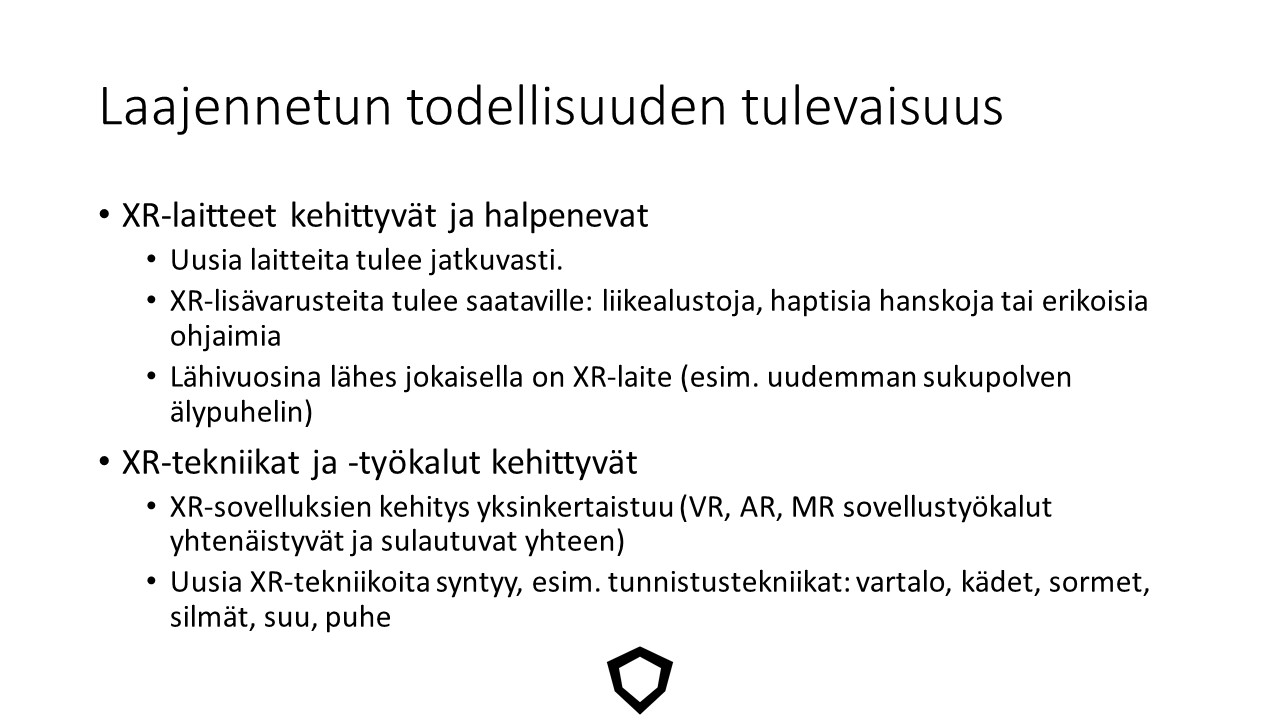 Laajennetun todellisuuden tulevaisuus
• XR-laitteet kehittyvät ja halpenevat
• Uusia laitteita tulee jatkuvasti.
• XR-lisävarusteita tulee saataville: liikealustoja, haptisia hanskoja tai erikoisia
ohjaimia
• Lähivuosina lähes jokaisella on XR-laite (esim. uudemman sukupolven
älypuhelin)
• XR-tekniikat ja -työkalut kehittyvät
• XR-sovelluksien kehitys yksinkertaistuu (VR, AR, MR sovellustyökalut
yhtenäistyvät ja sulautuvat yhteen)
• Uusia XR-tekniikoita syntyy, esim. tunnistustekniikat: vartalo, kädet, sormet,
silmät, suu, puhe